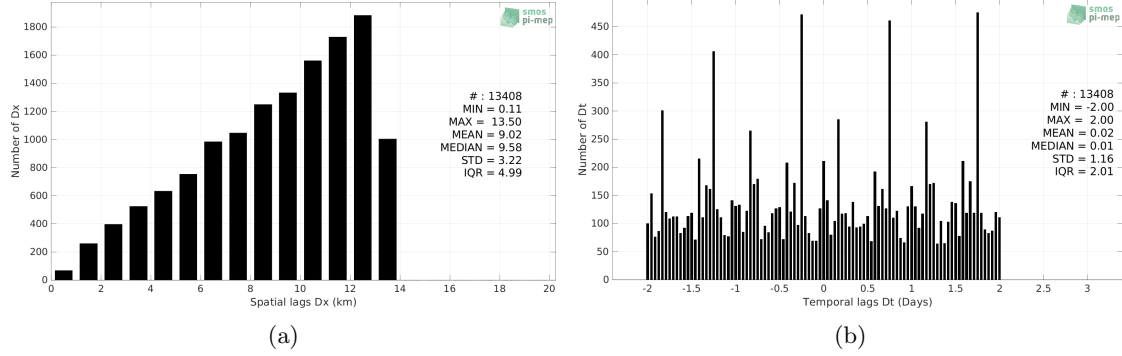 1800
1600
1400
1200
1000
800
600
400
200
0
Number of Dx
smos
pi-mep
# : 13408
MIN = 0.11
MAX = 13.50
MEAN = 9.02
MEDIAN = 9.58
STD = 3.22
IQR = 4.99
0 2 4 6 8 10 12 14 16 18 20
Spatial lags Dx (km)
(a)
450
400
350
300
250
200
150
100
50
0
Number of Dt
smos
pi-mep
# : 13408
MIN = -2.00
MAX = 2.00
MEAN = 0.02
MEDIAN = 0.01
STD = 1.16
IQR = 2.01
-2 -1.5 -1 -0.5 0 0.5 1 1.5 2 2.5 3
Temporal lags Dt (Days)
(b)